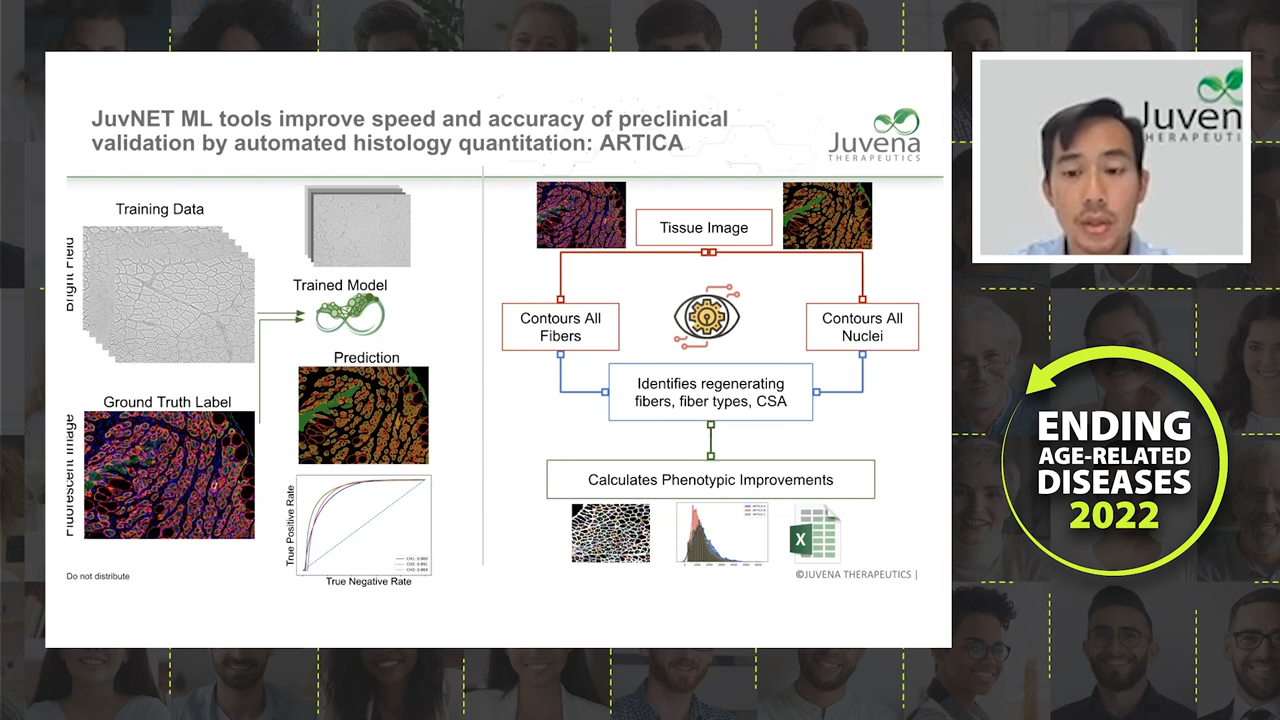 JuvNET ML tools improve speed and accuracy of preclinical
validation by automated histology quantitation: ARTICA
Juvena
THERAPEUTICS
Training Data
Bright Field
Trained Model
Prediction
Ground Truth Label
Fluorescent Image
True Positive Rate
True Negative Rate
Do not distribute
Tissue Image
Contours All
Fibers
Contours All
Nuclei
Identifies regenerating
fibers, fiber types, CSA
Calculates Phenotypic Improvements
X
©JUVENA THERAPEUTICS |
Juven
THERAPEUTI
ENDING
AGE-RELATED
DISEASES
2022